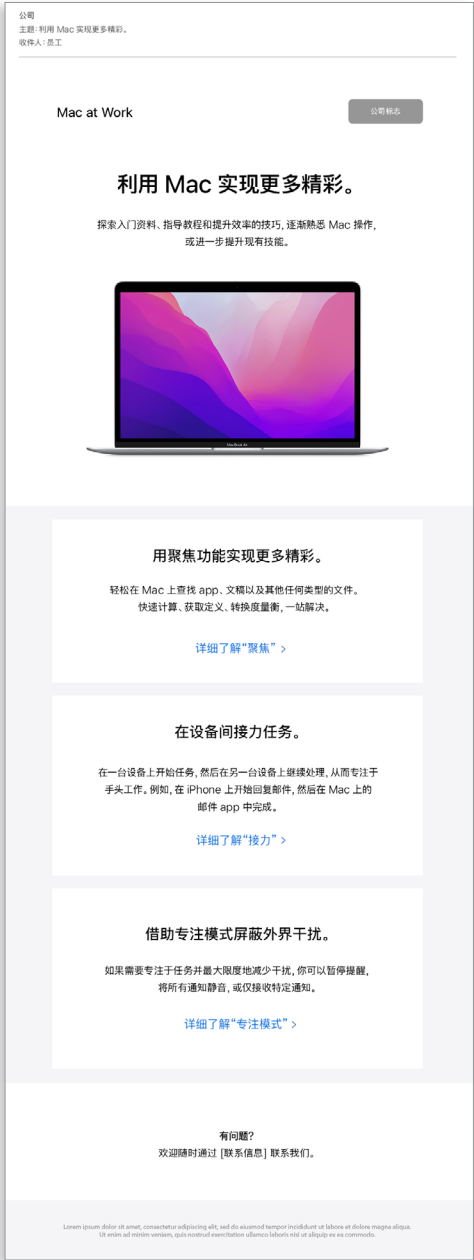 公司
主题：利用 Mac 实现更多精彩。
收件人：员工
Mac at Work
公司标志
利用 Mac 实现更多精彩。
探索入门资料、指导教程和提升效率的技巧，逐渐熟悉 Mac 操作，
或进一步提升现有技能。
MacBook Air
用聚焦功能实现更多精彩。
轻松在 Mac 上查找 app、文稿以及其他任何类型的文件。
快速计算、获取定义、转换度量衡，一站解决。
详细了解“聚焦” >
在设备间接力任务。
在一台设备上开始任务，然后在另一台设备上继续处理，从而专注于
手头工作。例如，在 iPhone 上开始回复邮件，然后在 Mac 上的
邮件 app 中完成。
详细了解“接力” >
借助专注模式屏蔽外界干扰。
如果需要专注于任务并最大限度地减少干扰，你可以暂停提醒，
将所有通知静音，或仅接收特定通知。
详细了解“专注模式” >
有问题？
欢迎随时通过 [联系信息] 联系我们。
Lorem ipsum dolor sit amet, consectetur adipiscing elit, sed do eiusmod tempor incididunt ut labore et dolore magna aliqua.
Ut enim ad minim veniam, quis nostrud exercitation ullamco laboris nisi ut aliquip ex ea commodo.